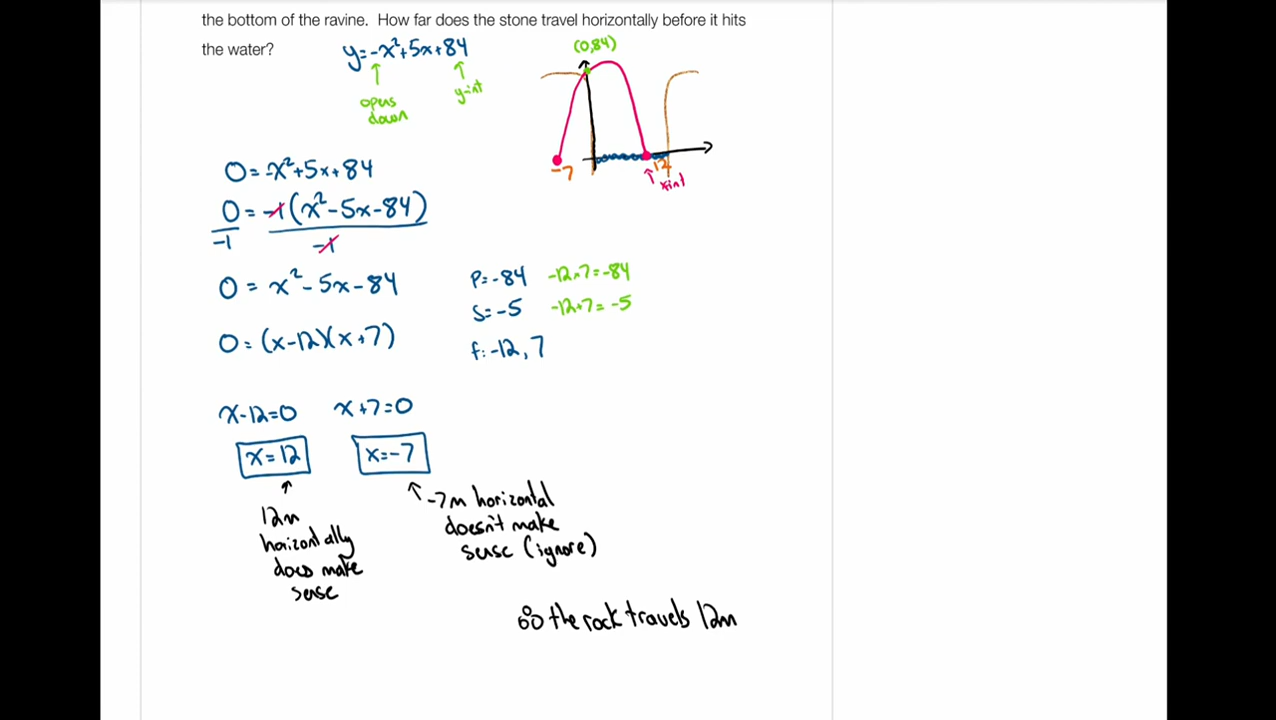 the bottom of the ravine. How far does the stone travel horizontally before it hits
the water?
y=-x²+5x+84
opens
down
y-int
(0,84)
-7
12
x-int
0=-x²+5x+84
0=-1(x²-5x-84)
-1 -1
0=x²-5x-84
0=(x-12)(x+7)
P=-84 -12×7=-84
S=-5 -12+7=-5
f:-12,7
x-12=0 x+7=0
x=12 x=-7
12m
horizontally
does make
sense
-7m horizontal
doesn't make
sense (ignore)
∴ the rock travels 12m